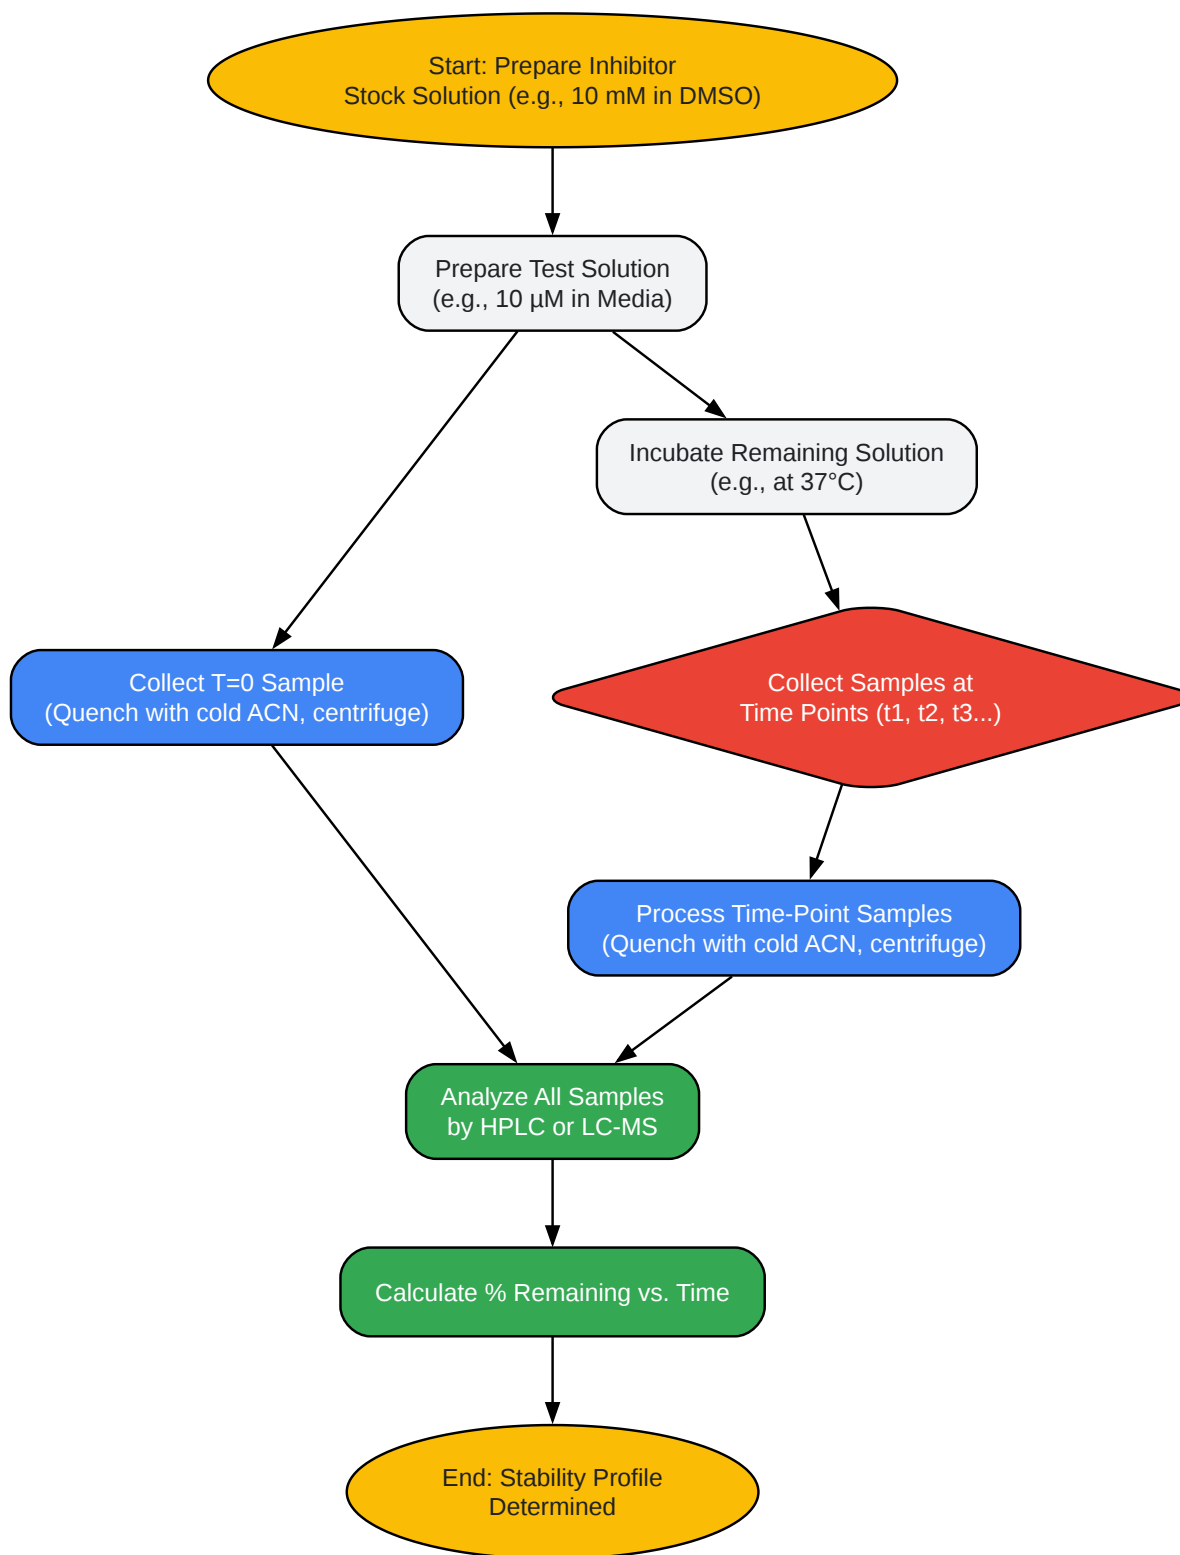 Start: Prepare Inhibitor
Stock Solution (e.g., 10 mM in DMSO)
Prepare Test Solution
(e.g., 10 µM in Media)
Incubate Remaining Solution
(e.g., at 37°C)
Collect T=0 Sample
(Quench with cold ACN, centrifuge)
Collect Samples at
Time Points (t1, t2, t3...)
Process Time-Point Samples
(Quench with cold ACN, centrifuge)
Analyze All Samples
by HPLC or LC-MS
Calculate % Remaining vs. Time
End: Stability Profile
Determined